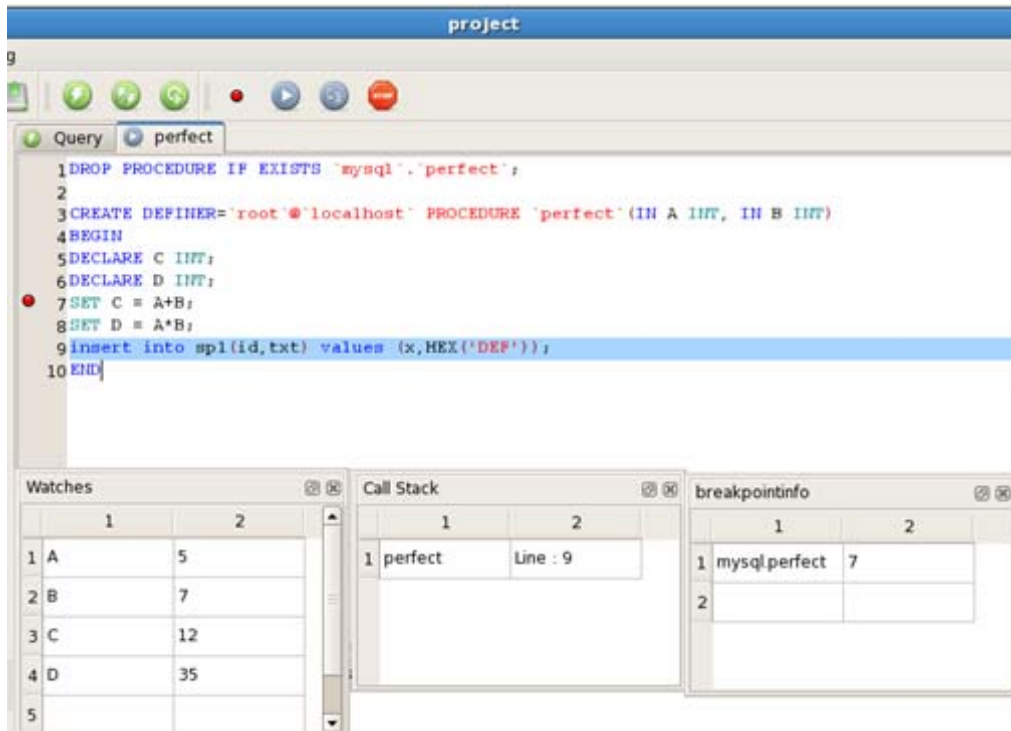 project
g
Query perfect
1 DROP PROCEDURE IF EXISTS `mysql`.`perfect`;
2
3 CREATE DEFINER=`root`@`localhost` PROCEDURE `perfect`(IN A INT, IN B INT)
4 BEGIN
5 DECLARE C INT;
6 DECLARE D INT;
7 SET C = A+B;
8 SET D = A*B;
9 insert into spl(id,txt) values (x,HEX('DEF'));
10 END
Watches
1 2
1 A 5
2 B 7
3 C 12
4 D 35
5
Call Stack
1 2
1 perfect Line : 9
breakpointinfo
1 2
1 mysql.perfect 7
2